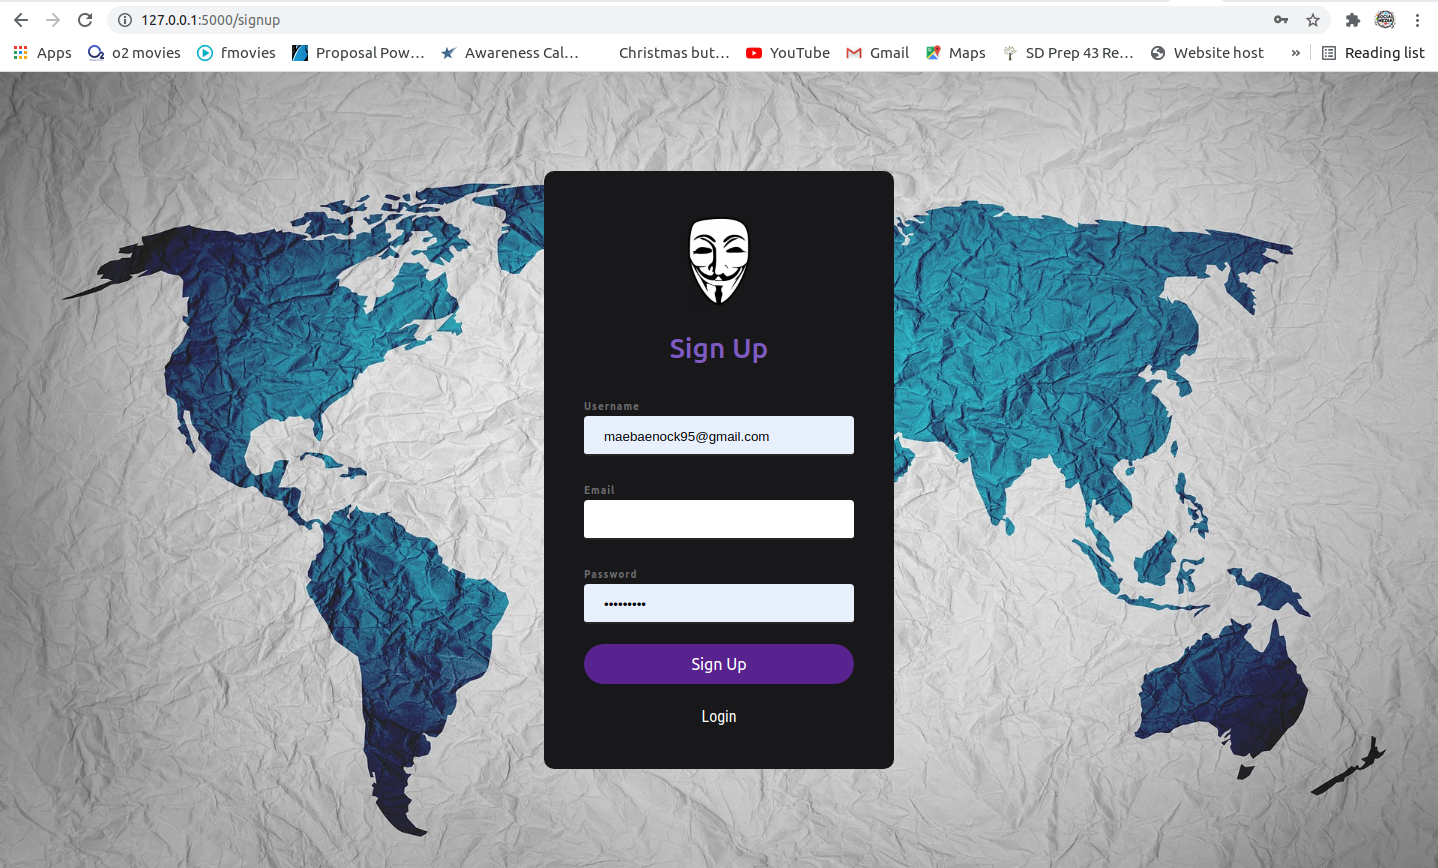 127.0.0.1:5000/signup
Apps o2 movies fmovies Proposal Pow… Awareness Cal… Christmas but… YouTube Gmail Maps SD Prep 43 Re… Website host » Reading list
Sign Up
Username
maebaenock95@gmail.com
Email
Password
•••••••••
Sign Up
Login